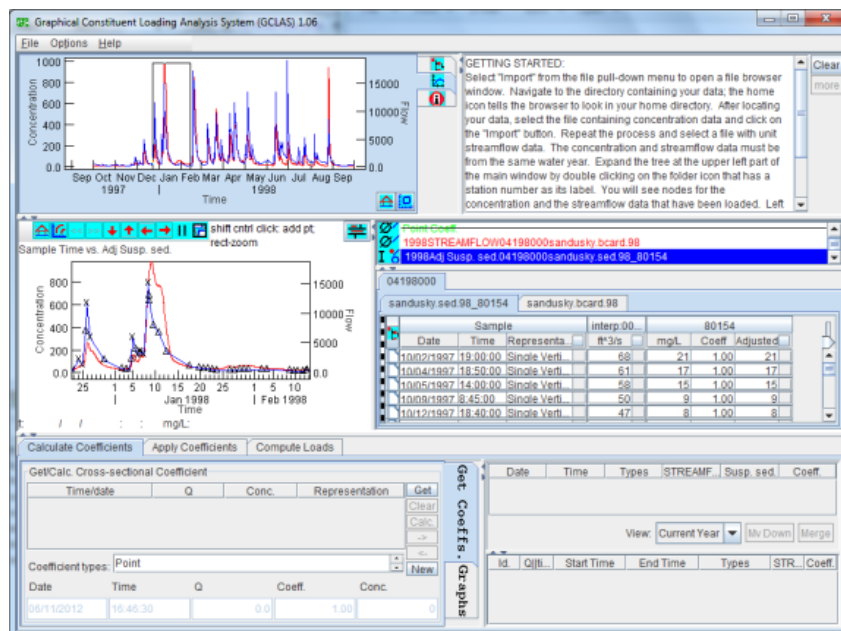 Graphical Constituent Loading Analysis System (GCLAS) 1.06
File Options Help
Concentration
1000
800
600
400
200
0.0
15000
10000
5000
0.0
Flow
Sep Oct Nov Dec Jan Feb Mar Apr May Jun Jul Aug Sep
1997 1998
Time
GETTING STARTED:
Select "Import" from the file pull-down menu to open a file browser
window. Navigate to the directory containing your data; the home
icon tells the browser to look in your home directory. After locating
your data, select the file containing concentration data and click on
the "Import" button. Repeat the process and select a file with unit
streamflow data. The concentration and streamflow data must be
from the same water year. Expand the tree at the upper left part of
the main window by double clicking on the folder icon that has a
station number as its label. You will see nodes for the
concentration and the streamflow data that have been loaded. Left
Clear
more
shift cntrl click: add pt;
rect-zoom
Sample Time vs. Adj Susp. sed.
Concentration
800
600
400
200
0.0
15000
10000
5000
0.0
Flow
25 1 5 10 15 20 25 1 5 10
Jan 1998 Feb 1998
Time
t: / / : : mg/L:
Point Coeff.
1998STREAMFLOW04198000sandusky.bcard.98
1998Adj Susp. sed.04198000sandusky.sed.98_80154
04198000
sandusky.sed.98_80154 sandusky.bcard.98
Sample interp:00... 80154
Date Time Representa... ft^3/s mg/L Coeff Adjusted
10/02/1997 19:00:00 Single Verti... 68 21 1.00 21
10/04/1997 18:50:00 Single Verti... 61 17 1.00 17
10/05/1997 14:00:00 Single Verti... 58 15 1.00 15
10/09/1997 8:45:00 Single Verti... 50 9 1.00 9
10/12/1997 18:40:00 Single Verti... 47 8 1.00 8
Calculate Coefficients Apply Coefficients Compute Loads
Get/Calc. Cross-sectional Coefficient
Time/date Q Conc. Representation
Get
Clear
Calc.
->
<-
New
Coefficient types: Point
Date Time Q Coeff. Conc.
06/11/2012 16:46:30 0.0 1.00 0
Get Coeffs.
Graphs
Date Time Types STREAMF... Susp. sed. Coeff.
View: Current Year Mv Down Merge
Id. Q||ti... Start Time End Time Types STR... Coeff.